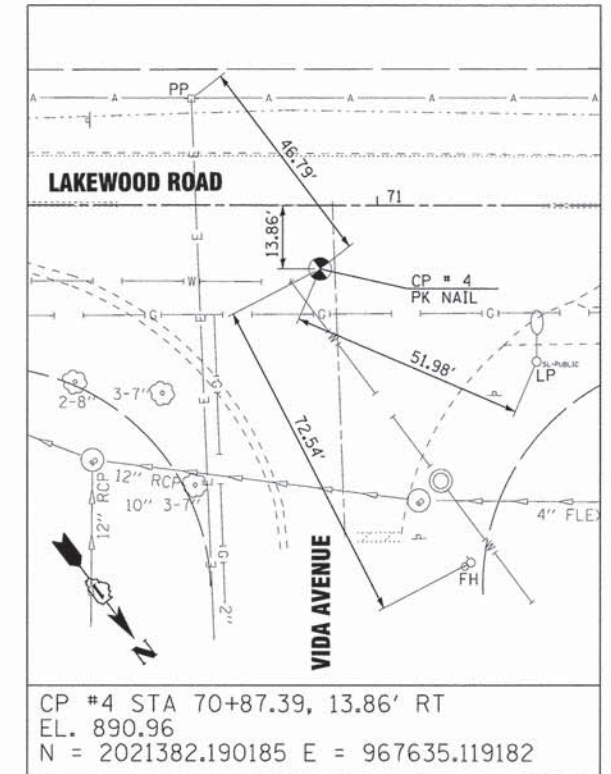 A A A A A A
PP
E
46.79'
LAKEWOOD ROAD
71
E
13.86'
W
CP # 4
PK NAIL
G E G G
W
51.98'
SL-PUBLIC
LP
2-8" 3-7"
G
E
72.54'
12" RCP
10" 3-7"
12" RCP
4" FLEX
E
G
2"
W
VIDA AVENUE
FH
N
CP #4 STA 70+87.39, 13.86' RT
EL. 890.96
N = 2021382.190185 E = 967635.119182